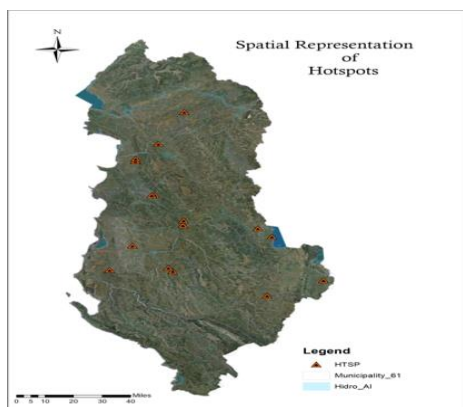 N
Spatial Representation
of
Hotspots
Legend
HTSP
Municipality_61
Hidro_Al
Miles
0 5 10 20 30 40